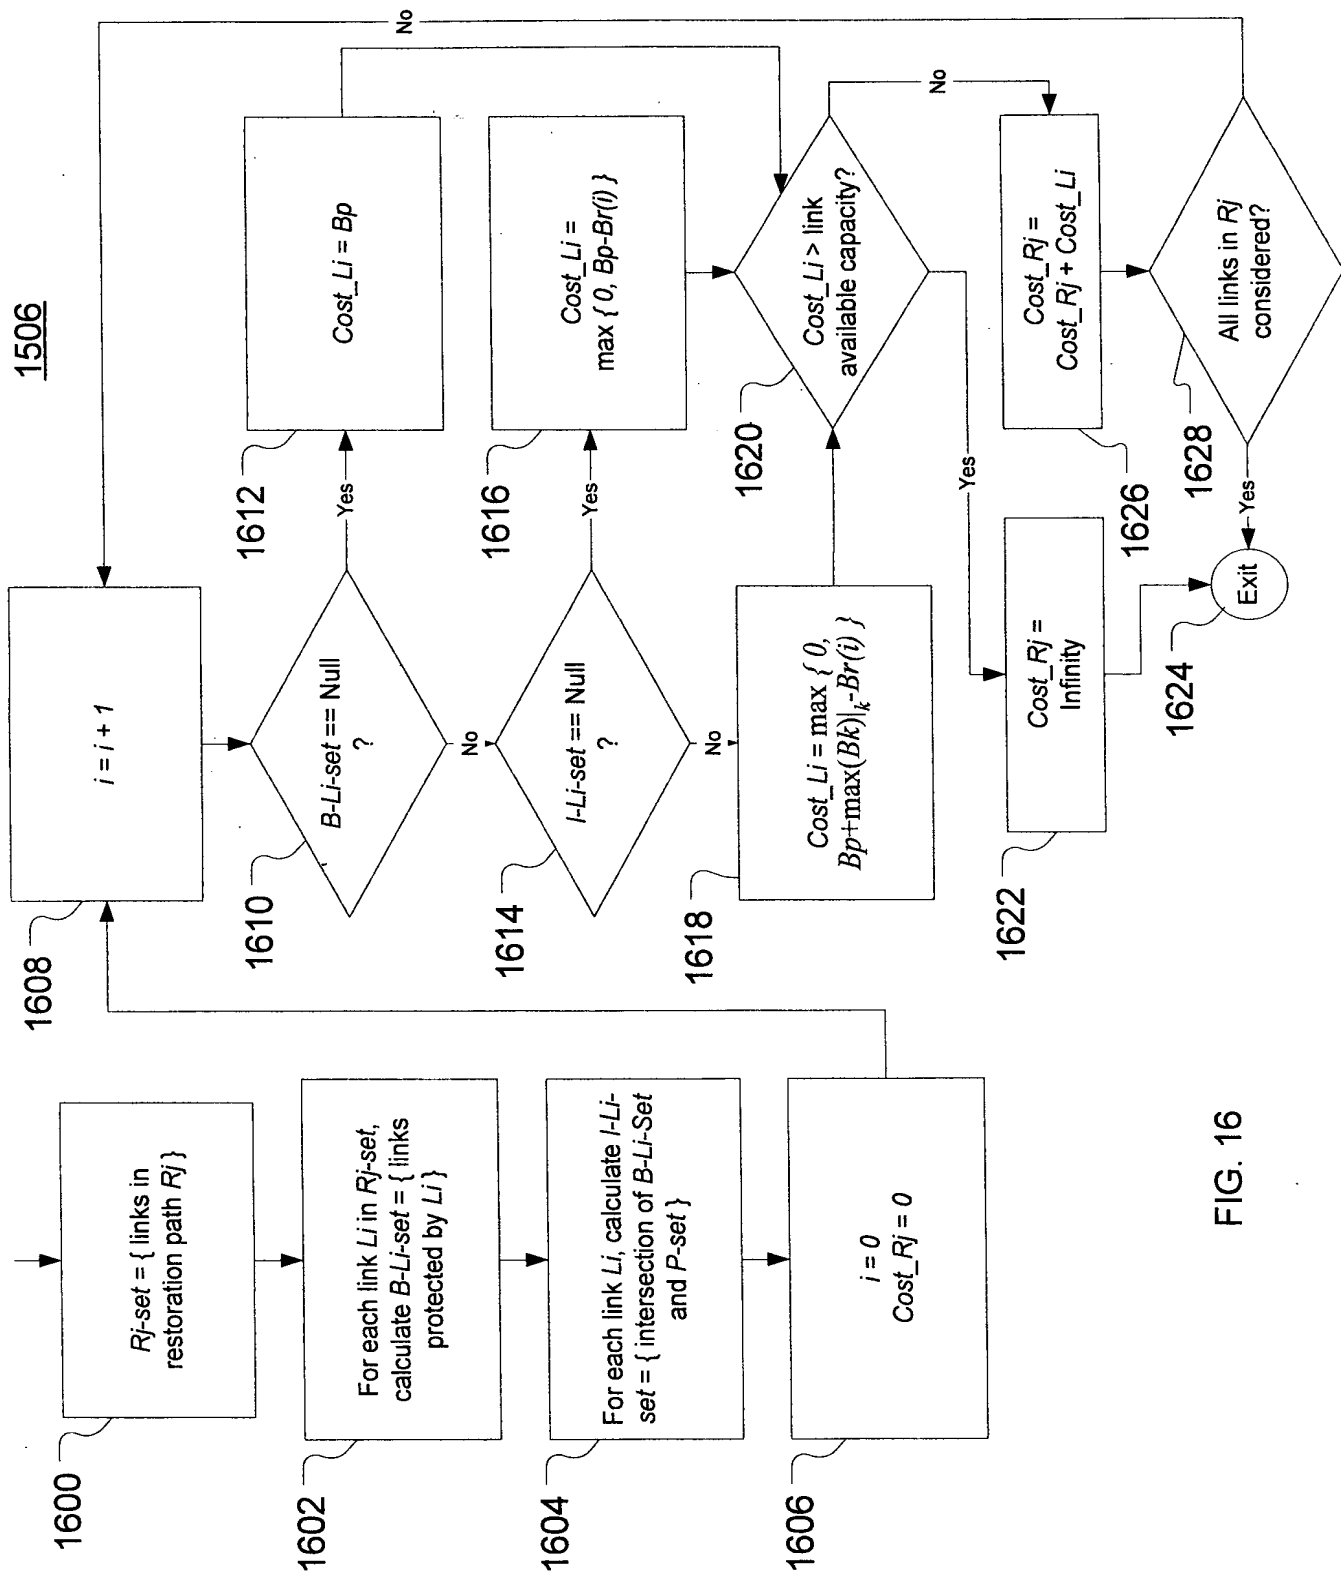 1506
1600
Rj-set = { links in
restoration path Rj }
1602
For each link Li in Rj-set,
calculate B-Li-set = { links
protected by Li }
1604
For each link Li, calculate I-Li-
set = { intersection of B-Li-Set
and P-set }
1606
i = 0
Cost_Rj = 0
1608
i = i + 1
1610
B-Li-set == Null
?
Yes
No
1612
Cost_Li = Bp
1614
I-Li-set == Null
?
Yes
No
1616
Cost_Li =
max { 0, Bp-Br(i) }
1618
Cost_Li = max { 0,
Bp+max(Bk)|k-Br(i) }
1620
Cost_Li > link
available capacity?
Yes
No
1622
Cost_Rj =
Infinity
1624
Exit
1626
Cost_Rj =
Cost_Rj + Cost_Li
1628
All links in Rj
considered?
Yes
No
FIG. 16